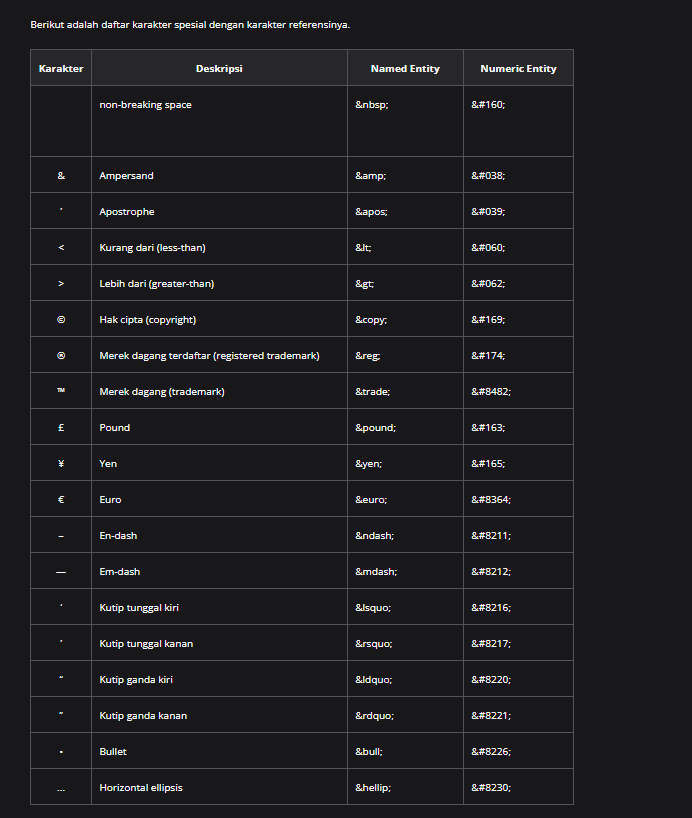 Berikut adalah daftar karakter spesial dengan karakter referensinya.
Karakter Deskripsi Named Entity Numeric Entity
non-breaking space &nbsp; &#160;
& Ampersand &amp; &#038;
' Apostrophe &apos; &#039;
< Kurang dari (less-than) &lt; &#060;
> Lebih dari (greater-than) &gt; &#062;
© Hak cipta (copyright) &copy; &#169;
® Merek dagang terdaftar (registered trademark) &reg; &#174;
™ Merek dagang (trademark) &trade; &#8482;
£ Pound &pound; &#163;
¥ Yen &yen; &#165;
€ Euro &euro; &#8364;
– En-dash &ndash; &#8211;
— Em-dash &mdash; &#8212;
‘ Kutip tunggal kiri &lsquo; &#8216;
’ Kutip tunggal kanan &rsquo; &#8217;
“ Kutip ganda kiri &ldquo; &#8220;
” Kutip ganda kanan &rdquo; &#8221;
• Bullet &bull; &#8226;
… Horizontal ellipsis &hellip; &#8230;